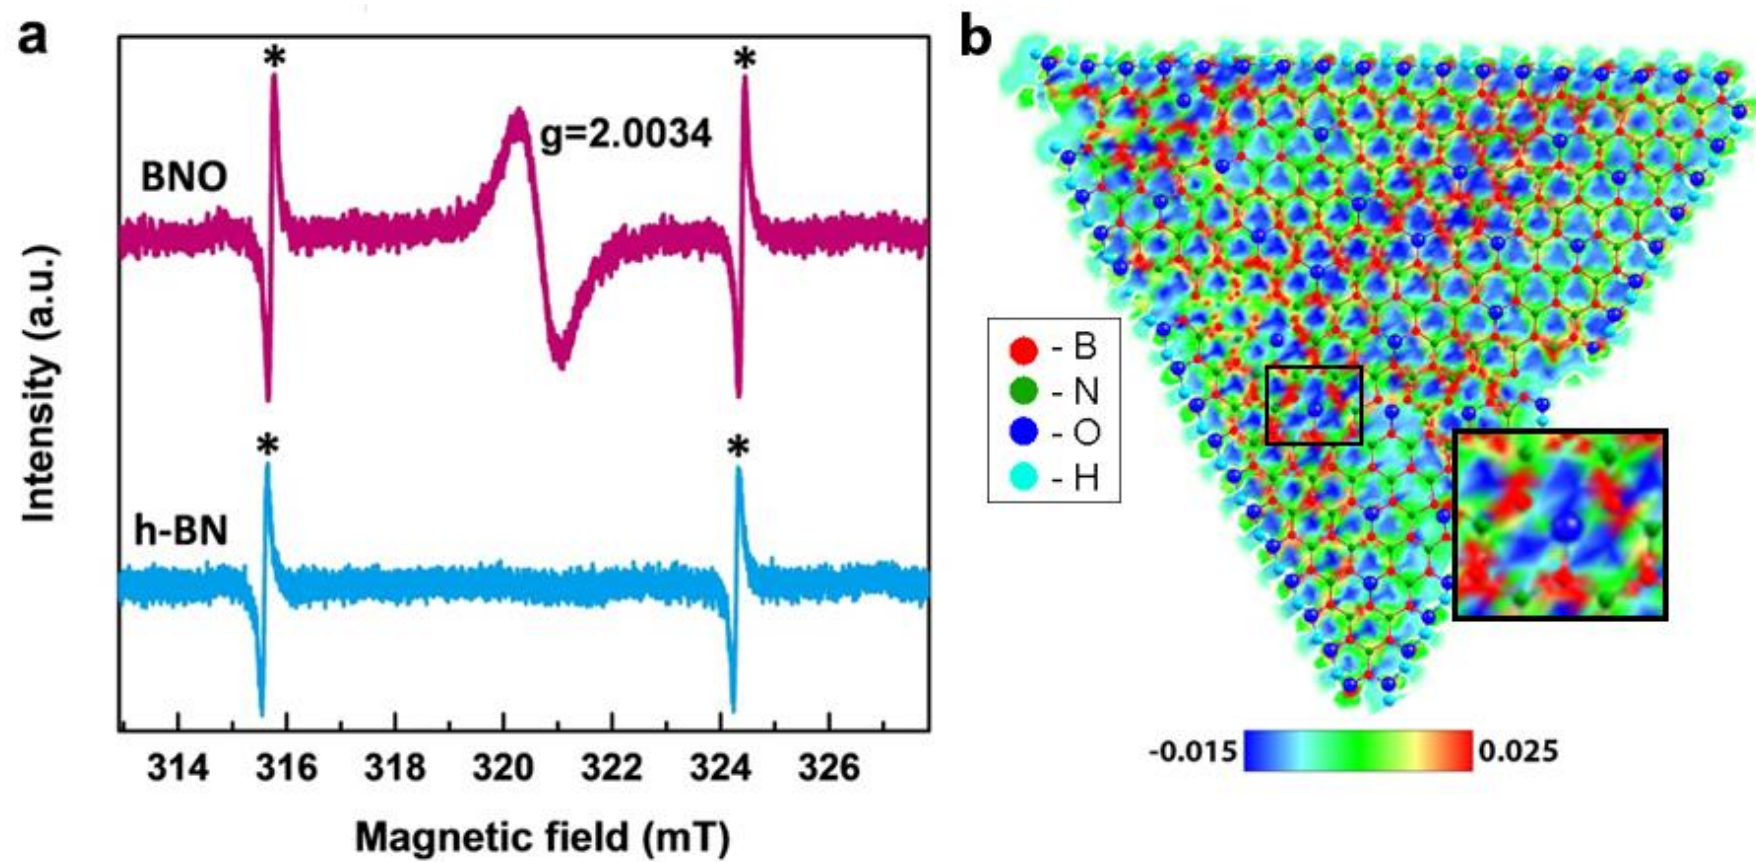 a
*
*
g=2.0034
BNO
*
*
h-BN
Intensity (a.u.)
314 316 318 320 322 324 326
Magnetic field (mT)
b
- B
- N
- O
- H
-0.015 0.025